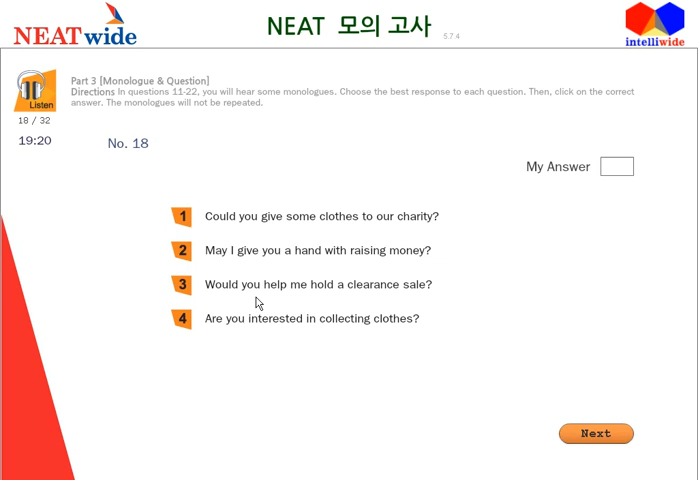 NEATwide
NEAT 모의 고사 5.7.4
intelliwide
Listen
Part 3 [Monologue & Question]
Directions In questions 11-22, you will hear some monologues. Choose the best response to each question. Then, click on the correct
answer. The monologues will not be repeated.
18 / 32
19:20
No. 18
My Answer
1 Could you give some clothes to our charity?
2 May I give you a hand with raising money?
3 Would you help me hold a clearance sale?
4 Are you interested in collecting clothes?
Next